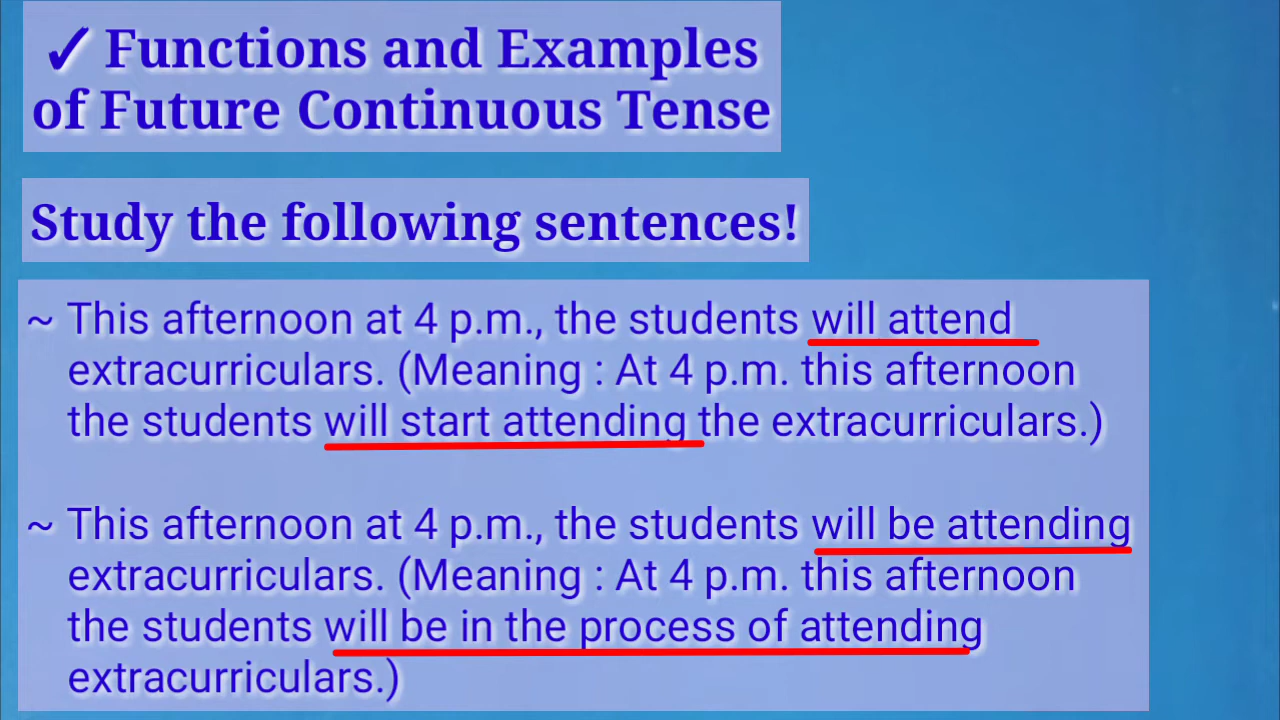 ✓ Functions and Examples
of Future Continuous Tense
Study the following sentences!
~ This afternoon at 4 p.m., the students will attend
extracurriculars. (Meaning : At 4 p.m. this afternoon
the students will start attending the extracurriculars.)
~ This afternoon at 4 p.m., the students will be attending
extracurriculars. (Meaning : At 4 p.m. this afternoon
the students will be in the process of attending
extracurriculars.)